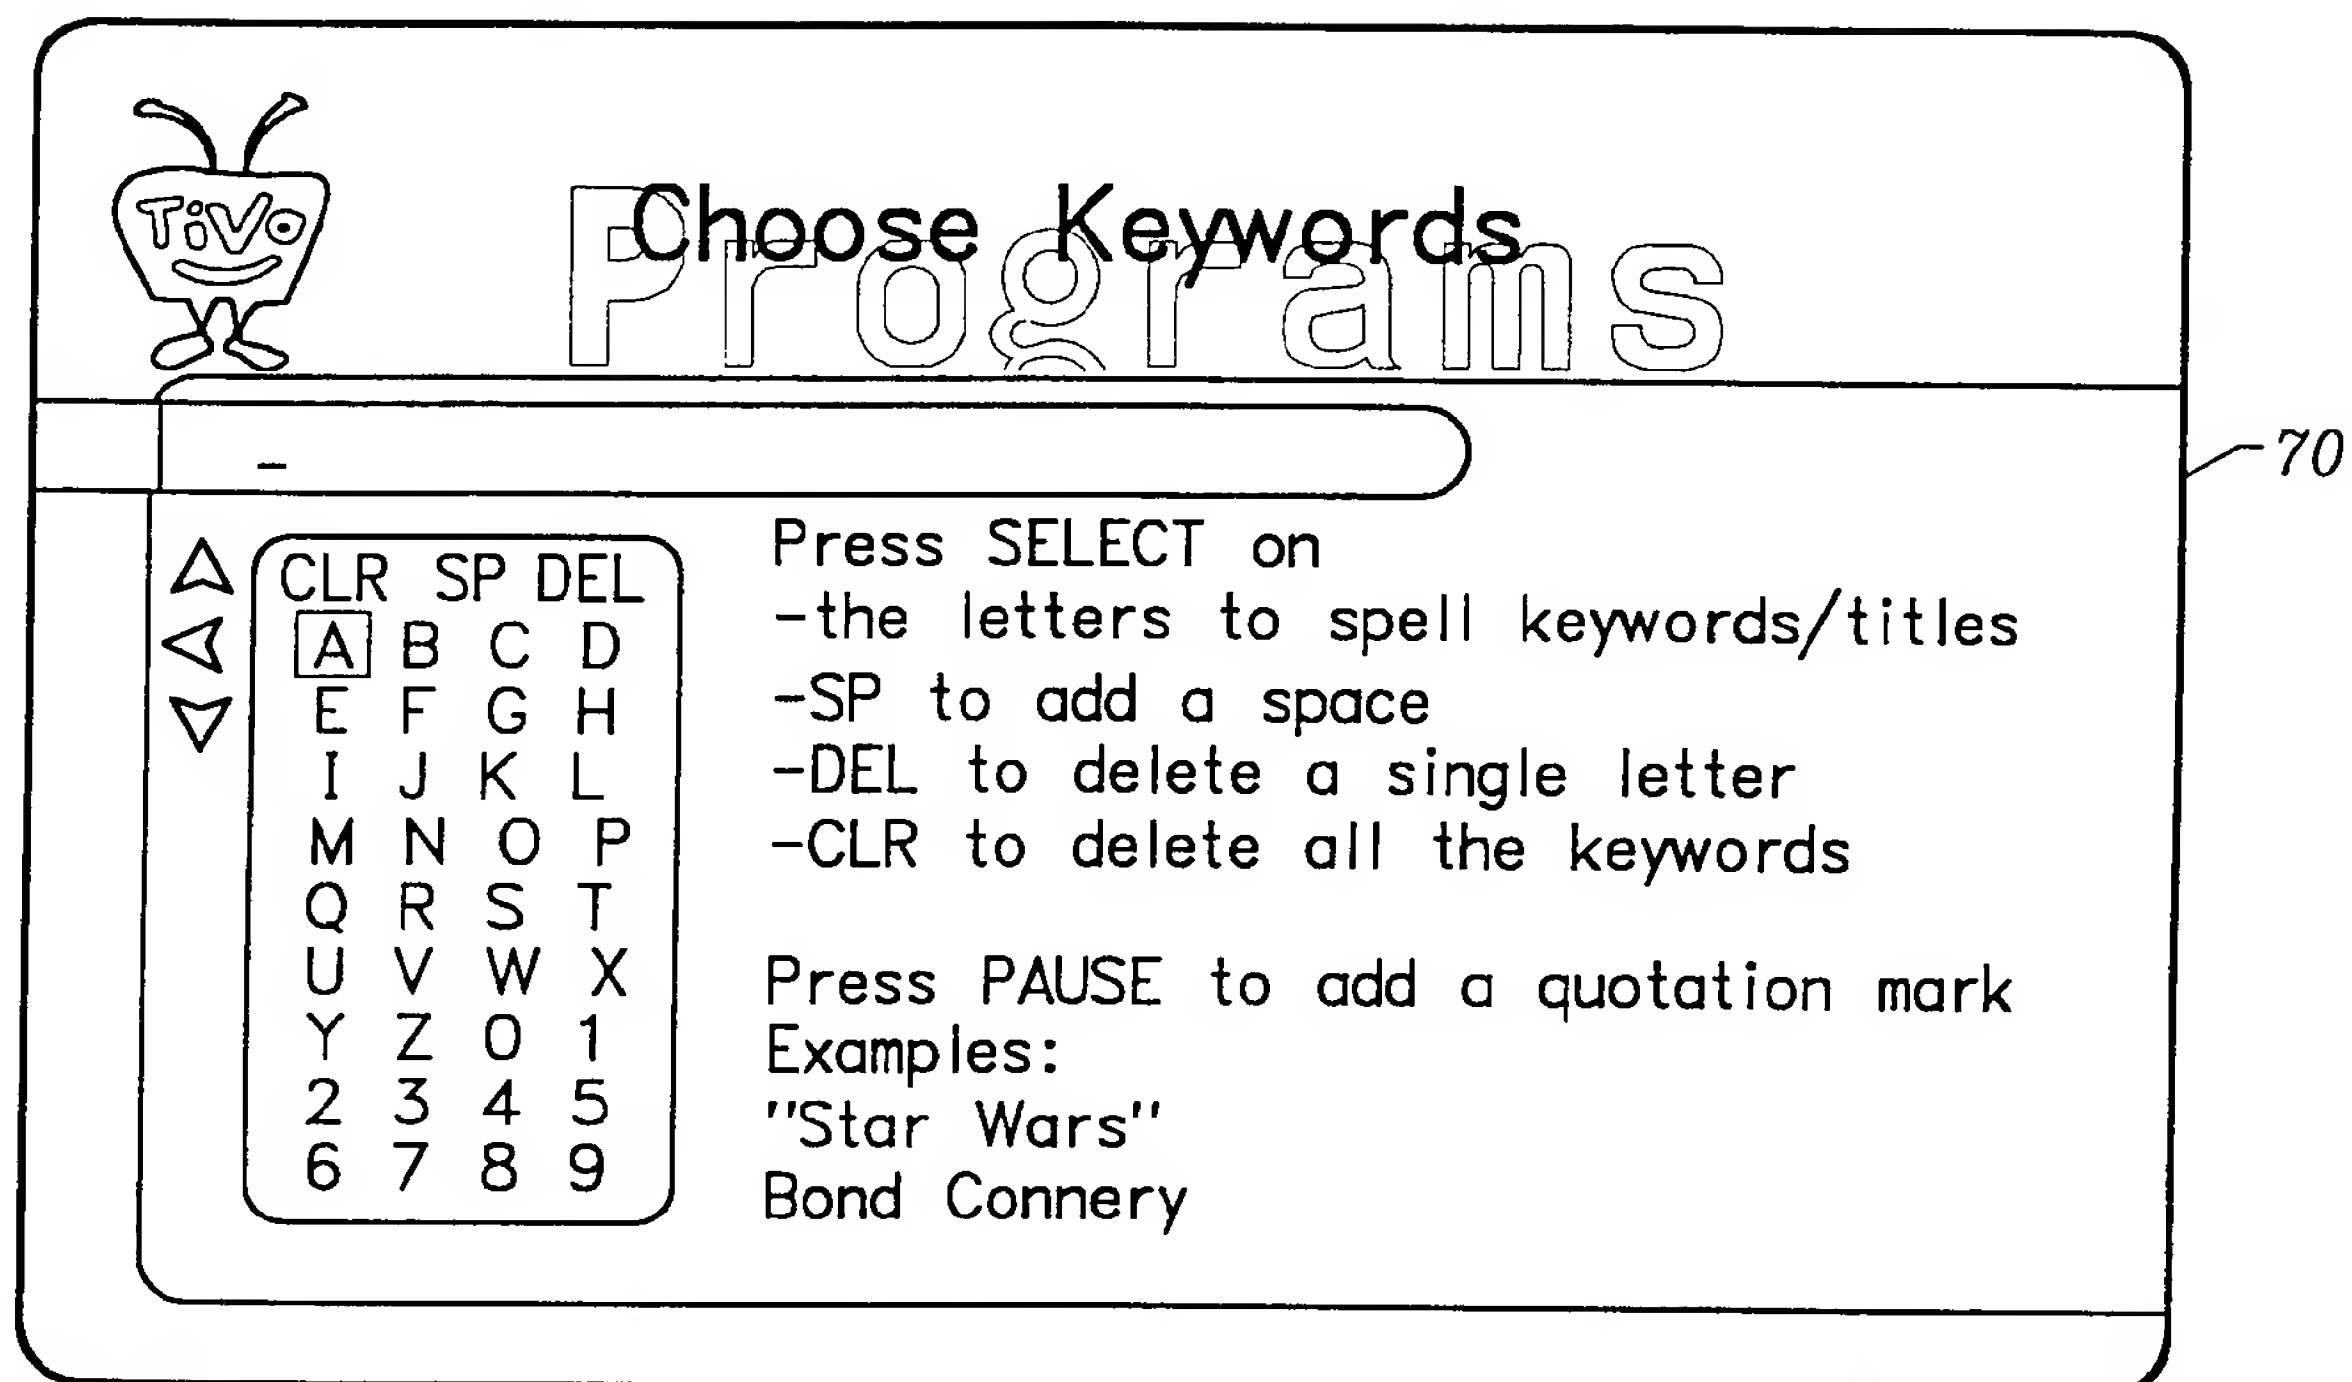 TiVo
Choose Keywords
Programs
70
-
CLR SP DEL
A B C D
E F G H
I J K L
M N O P
Q R S T
U V W X
Y Z 0 1
2 3 4 5
6 7 8 9
Press SELECT on
-the letters to spell keywords/titles
-SP to add a space
-DEL to delete a single letter
-CLR to delete all the keywords
Press PAUSE to add a quotation mark
Examples:
"Star Wars"
Bond Connery